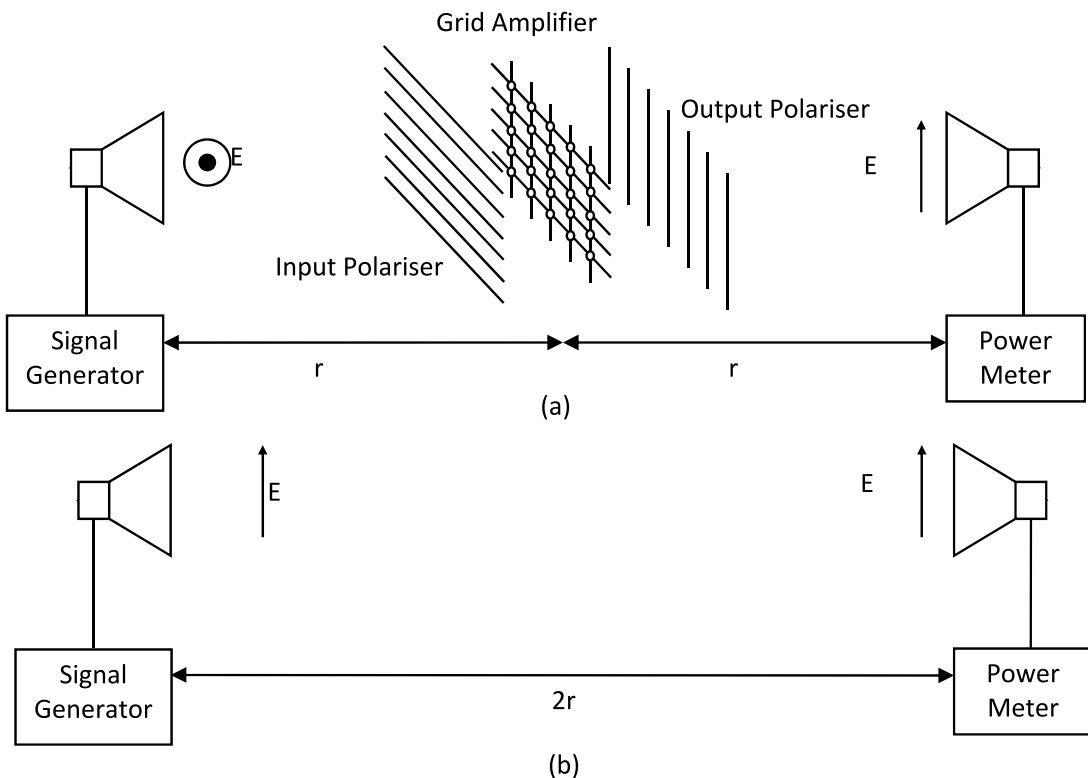 Grid Amplifier
Output Polariser
E
E
Input Polariser
Signal
Generator
r
r
Power
Meter
(a)
E
E
Signal
Generator
2r
Power
Meter
(b)